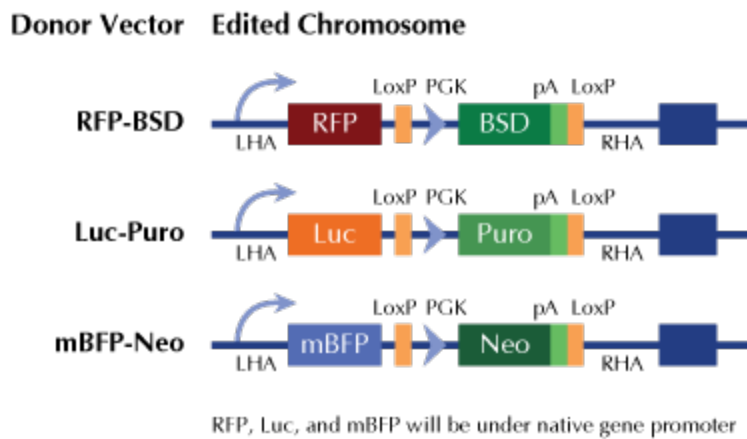 Donor Vector Edited Chromosome
LoxP PGK pA LoxP
RFP-BSD RFP BSD
LHA RHA
LoxP PGK pA LoxP
Luc-Puro Luc Puro
LHA RHA
LoxP PGK pA LoxP
mBFP-Neo mBFP Neo
LHA RHA
RFP, Luc, and mBFP will be under native gene promoter